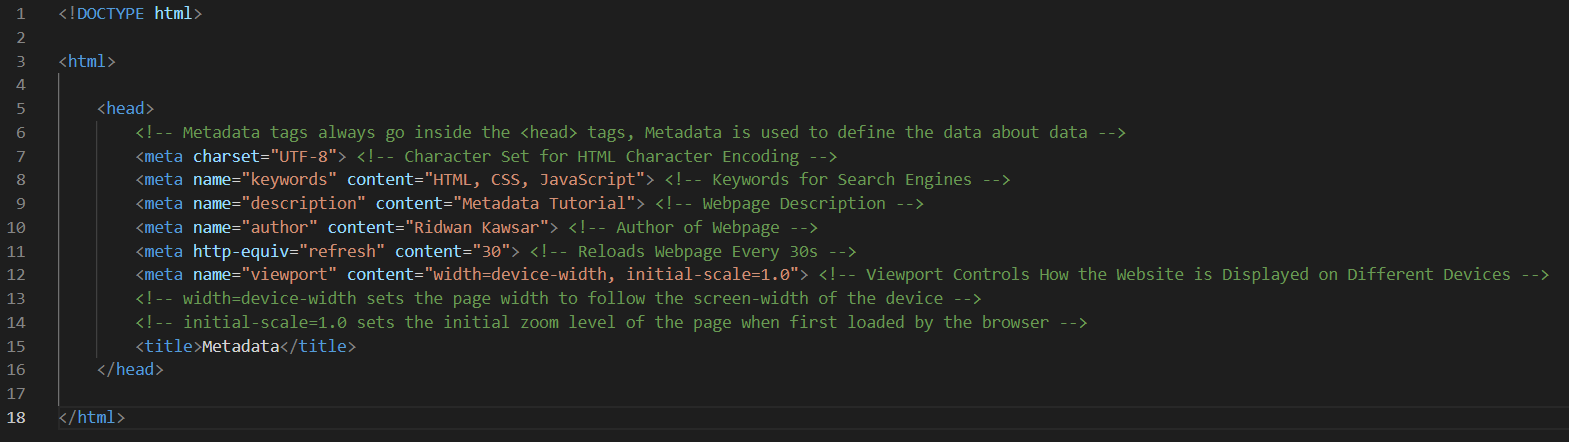 1 <!DOCTYPE html>
2
3 <html>
4
5 <head>
6 <!-- Metadata tags always go inside the <head> tags, Metadata is used to define the data about data -->
7 <meta charset="UTF-8"> <!-- Character Set for HTML Character Encoding -->
8 <meta name="keywords" content="HTML, CSS, JavaScript"> <!-- Keywords for Search Engines -->
9 <meta name="description" content="Metadata Tutorial"> <!-- Webpage Description -->
10 <meta name="author" content="Ridwan Kawsar"> <!-- Author of Webpage -->
11 <meta http-equiv="refresh" content="30"> <!-- Reloads Webpage Every 30s -->
12 <meta name="viewport" content="width=device-width, initial-scale=1.0"> <!-- Viewport Controls How the Website is Displayed on Different Devices -->
13 <!-- width=device-width sets the page width to follow the screen-width of the device -->
14 <!-- initial-scale=1.0 sets the initial zoom level of the page when first loaded by the browser -->
15 <title>Metadata</title>
16 </head>
17
18 </html>